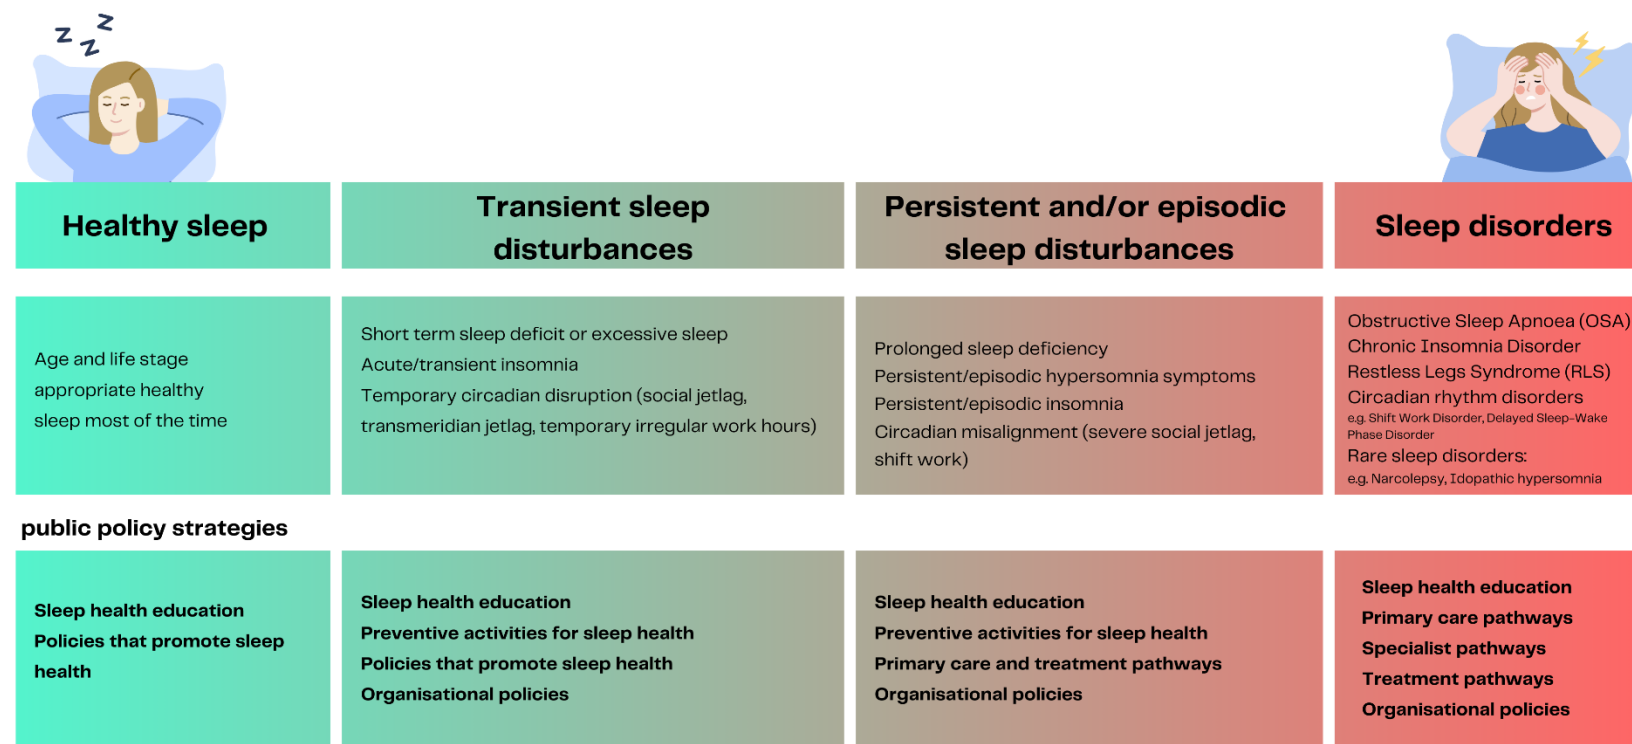 Z
Z
Z
Healthy sleep
Transient sleep
disturbances
Persistent and/or episodic
sleep disturbances
Sleep disorders
Age and life stage
appropriate healthy
sleep most of the time
Short term sleep deficit or excessive sleep
Acute/transient insomnia
Temporary circadian disruption (social jetlag,
transmeridian jetlag, temporary irregular work hours)
Prolonged sleep deficiency
Persistent/episodic hypersomnia symptoms
Persistent/episodic insomnia
Circadian misalignment (severe social jetlag,
shift work)
Obstructive Sleep Apnoea (OSA)
Chronic Insomnia Disorder
Restless Legs Syndrome (RLS)
Circadian rhythm disorders
e.g. Shift Work Disorder, Delayed Sleep-Wake
Phase Disorder
Rare sleep disorders:
e.g. Narcolepsy, Idopathic hypersomnia
public policy strategies
Sleep health education
Policies that promote sleep
health
Sleep health education
Preventive activities for sleep health
Policies that promote sleep health
Organisational policies
Sleep health education
Preventive activities for sleep health
Primary care and treatment pathways
Organisational policies
Sleep health education
Primary care pathways
Specialist pathways
Treatment pathways
Organisational policies